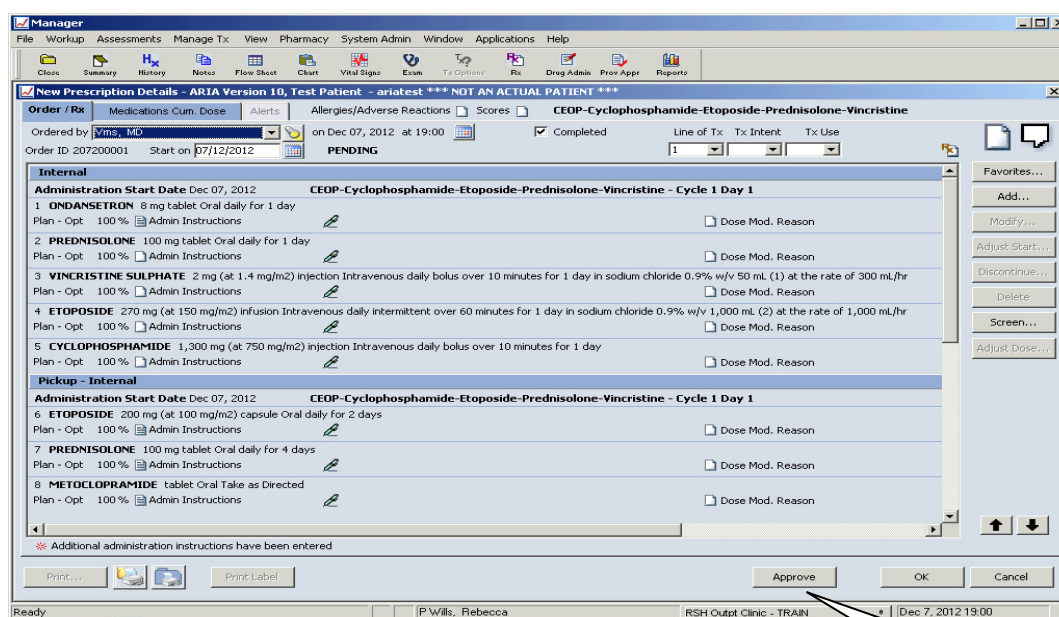 Manager
File Workup Assessments Manage Tx View Pharmacy System Admin Window Applications Help
Close Summary History Notes Flow Sheet Chart Vital Signs Exam Tx Options Rx Drug Admin Prov Appr Reports
New Prescription Details - ARIA Version 10, Test Patient - ariatest *** NOT AN ACTUAL PATIENT ***
Order / Rx Medications Cum. Dose Alerts Allergies/Adverse Reactions Scores CEOP-Cyclophosphamide-Etoposide-Prednisolone-Vincristine
Ordered by Vms, MD on Dec 07, 2012 at 19:00 Completed Line of Tx Tx Intent Tx Use
Order ID 207200001 Start on 07/12/2012 PENDING 1
Internal
Administration Start Date Dec 07, 2012 CEOP-Cyclophosphamide-Etoposide-Prednisolone-Vincristine - Cycle 1 Day 1
1 ONDANSETRON 8 mg tablet Oral daily for 1 day
Plan - Opt 100 % Admin Instructions Dose Mod. Reason
2 PREDNISOLONE 100 mg tablet Oral daily for 1 day
Plan - Opt 100 % Admin Instructions Dose Mod. Reason
3 VINCRISTINE SULPHATE 2 mg (at 1.4 mg/m2) injection Intravenous daily bolus over 10 minutes for 1 day in sodium chloride 0.9% w/v 50 mL (1) at the rate of 300 mL/hr
Plan - Opt 100 % Admin Instructions Dose Mod. Reason
4 ETOPOSIDE 270 mg (at 150 mg/m2) infusion Intravenous daily intermittent over 60 minutes for 1 day in sodium chloride 0.9% w/v 1,000 mL (2) at the rate of 1,000 mL/hr
Plan - Opt 100 % Admin Instructions Dose Mod. Reason
5 CYCLOPHOSPHAMIDE 1,300 mg (at 750 mg/m2) injection Intravenous daily bolus over 10 minutes for 1 day
Plan - Opt 100 % Admin Instructions Dose Mod. Reason
Pickup - Internal
Administration Start Date Dec 07, 2012 CEOP-Cyclophosphamide-Etoposide-Prednisolone-Vincristine - Cycle 1 Day 1
6 ETOPOSIDE 200 mg (at 100 mg/m2) capsule Oral daily for 2 days
Plan - Opt 100 % Admin Instructions Dose Mod. Reason
7 PREDNISOLONE 100 mg tablet Oral daily for 4 days
Plan - Opt 100 % Admin Instructions Dose Mod. Reason
8 METOCLOPRAMIDE tablet Oral Take as Directed
Plan - Opt 100 % Admin Instructions Dose Mod. Reason
Additional administration instructions have been entered
Favorites...
Add...
Modify...
Adjust Start...
Discontinue...
Delete
Screen...
Adjust Dose...
Print... Print Label Approve OK Cancel
Ready P Wills, Rebecca RSH Outpt Clinic - TRAIN Dec 7, 2012 19:00